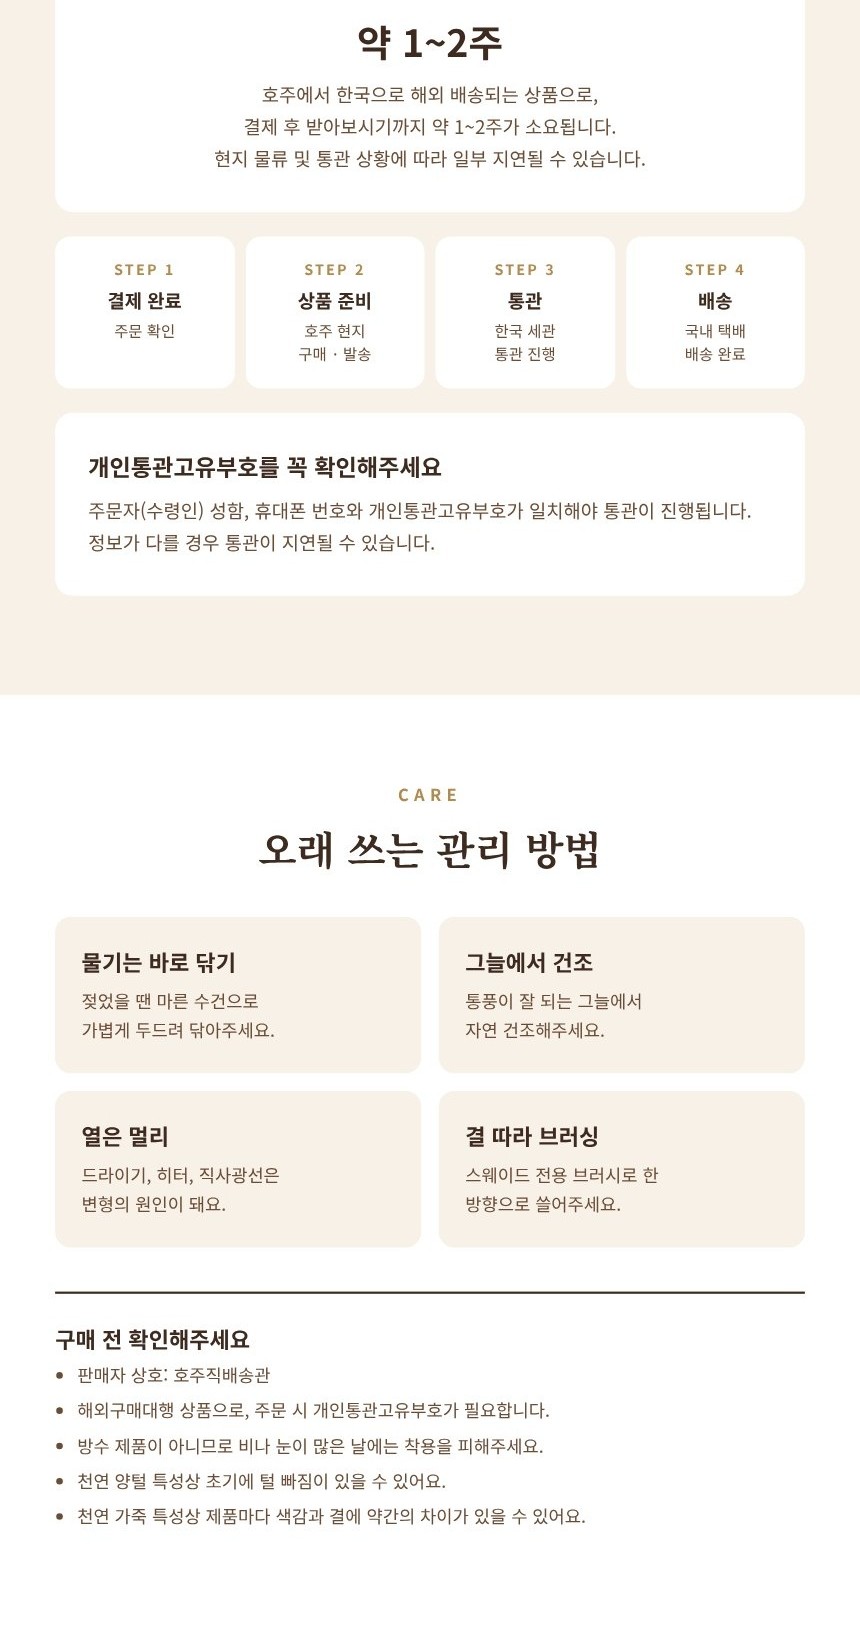 약 1~2주
호주에서 한국으로 해외 배송되는 상품으로,
결제 후 받아보시기까지 약 1~2주가 소요됩니다.
현지 물류 및 통관 상황에 따라 일부 지연될 수 있습니다.
STEP 1
결제 완료
주문 확인
STEP 2
상품 준비
호주 현지
구매 · 발송
STEP 3
통관
한국 세관
통관 진행
STEP 4
배송
국내 택배
배송 완료
개인통관고유부호를 꼭 확인해주세요
주문자(수령인) 성함, 휴대폰 번호와 개인통관고유부호가 일치해야 통관이 진행됩니다.
정보가 다를 경우 통관이 지연될 수 있습니다.
CARE
오래 쓰는 관리 방법
물기는 바로 닦기
젖었을 땐 마른 수건으로
가볍게 두드려 닦아주세요.
그늘에서 건조
통풍이 잘 되는 그늘에서
자연 건조해주세요.
열은 멀리
드라이기, 히터, 직사광선은
변형의 원인이 돼요.
결 따라 브러싱
스웨이드 전용 브러시로 한
방향으로 쓸어주세요.
구매 전 확인해주세요
• 판매자 상호: 호주직배송관
• 해외구매대행 상품으로, 주문 시 개인통관고유부호가 필요합니다.
• 방수 제품이 아니므로 비나 눈이 많은 날에는 착용을 피해주세요.
• 천연 양털 특성상 초기에 털 빠짐이 있을 수 있어요.
• 천연 가죽 특성상 제품마다 색감과 결에 약간의 차이가 있을 수 있어요.